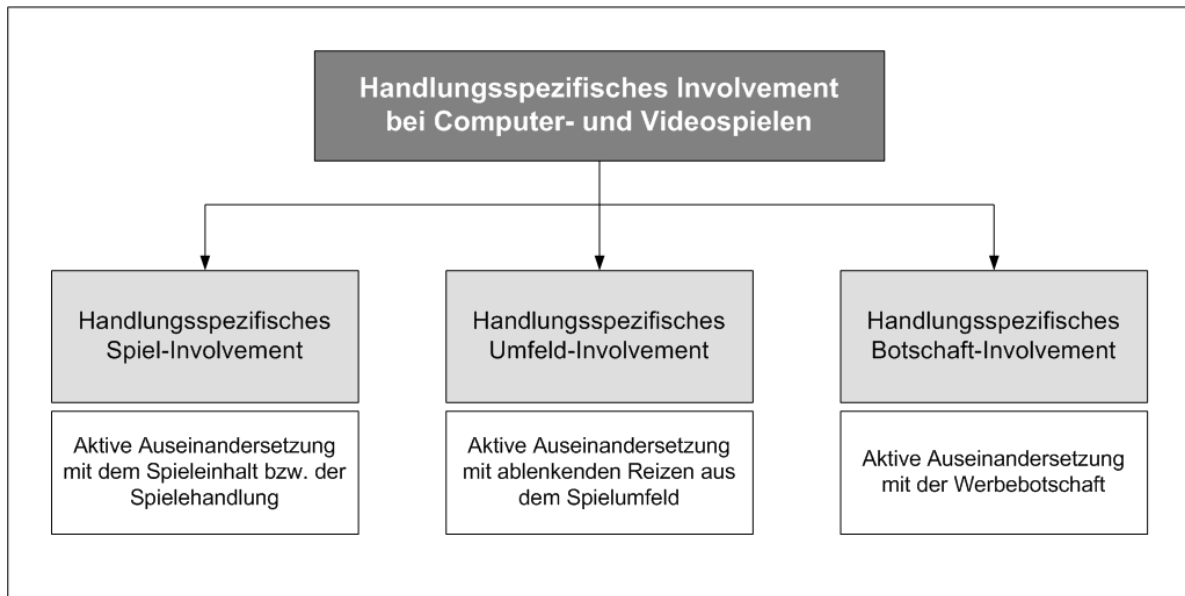 Handlungsspezifisches Involvement
bei Computer- und Videospielen
Handlungsspezifisches
Spiel-Involvement
Aktive Auseinandersetzung
mit dem Spieleinhalt bzw. der
Spielehandlung
Handlungsspezifisches
Umfeld-Involvement
Aktive Auseinandersetzung
mit ablenkenden Reizen aus
dem Spielumfeld
Handlungsspezifisches
Botschaft-Involvement
Aktive Auseinandersetzung
mit der Werbebotschaft